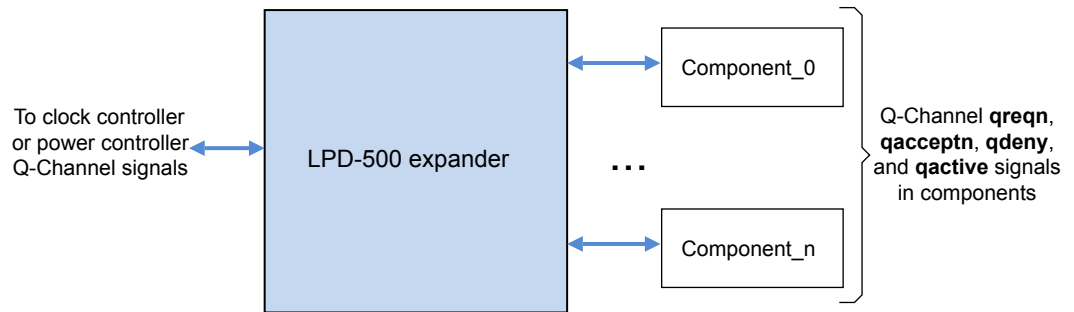 To clock controller
or power controller
Q-Channel signals
LPD-500 expander
Component_0
...
Component_n
Q-Channel qreqn,
qacceptn, qdeny,
and qactive signals
in components